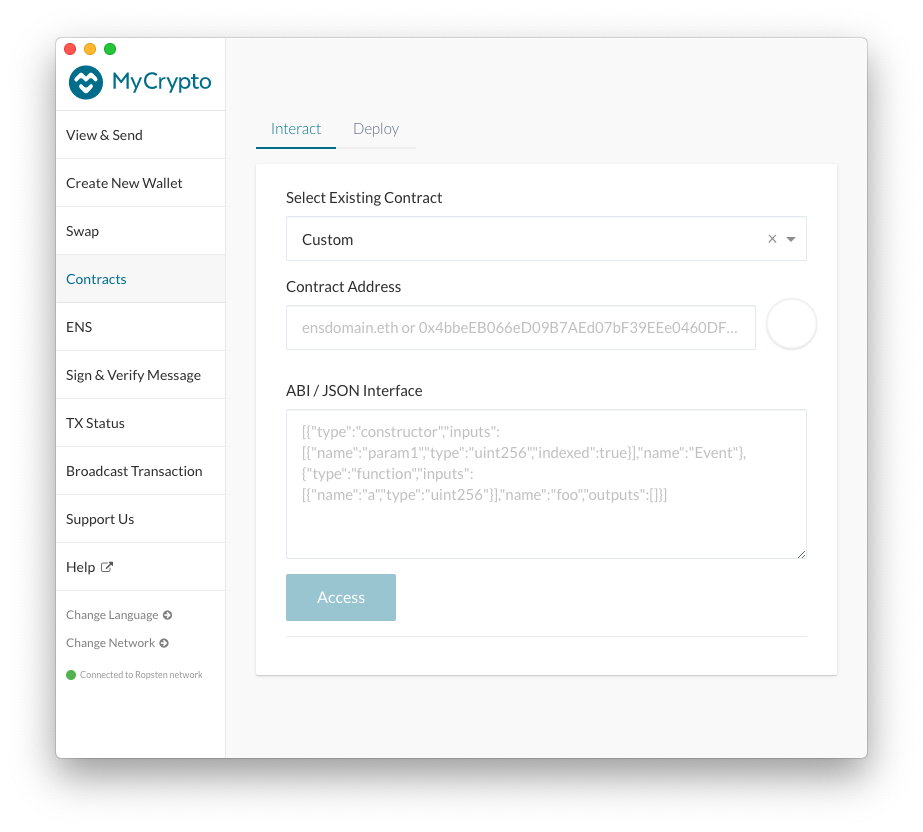 MyCrypto
View & Send
Create New Wallet
Swap
Contracts
ENS
Sign & Verify Message
TX Status
Broadcast Transaction
Support Us
Help
Change Language
Change Network
Connected to Ropsten network
Interact
Deploy
Select Existing Contract
Custom
Contract Address
ensdomain.eth or 0x4bbeEB066eD09B7AEd07bF39EEe0460DF...
ABI / JSON Interface
[{"type":"constructor","inputs":
[{"name":"param1","type":"uint256","indexed":true}],"name":"Event"},
{"type":"function","inputs":
[{"name":"a","type":"uint256"}],"name":"foo","outputs":[]}]
Access